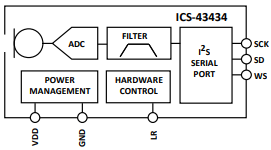 ICS-43434
ADC
FILTER
I²S
SERIAL
PORT
SCK
SD
WS
POWER
MANAGEMENT
HARDWARE
CONTROL
VDD
GND
LR